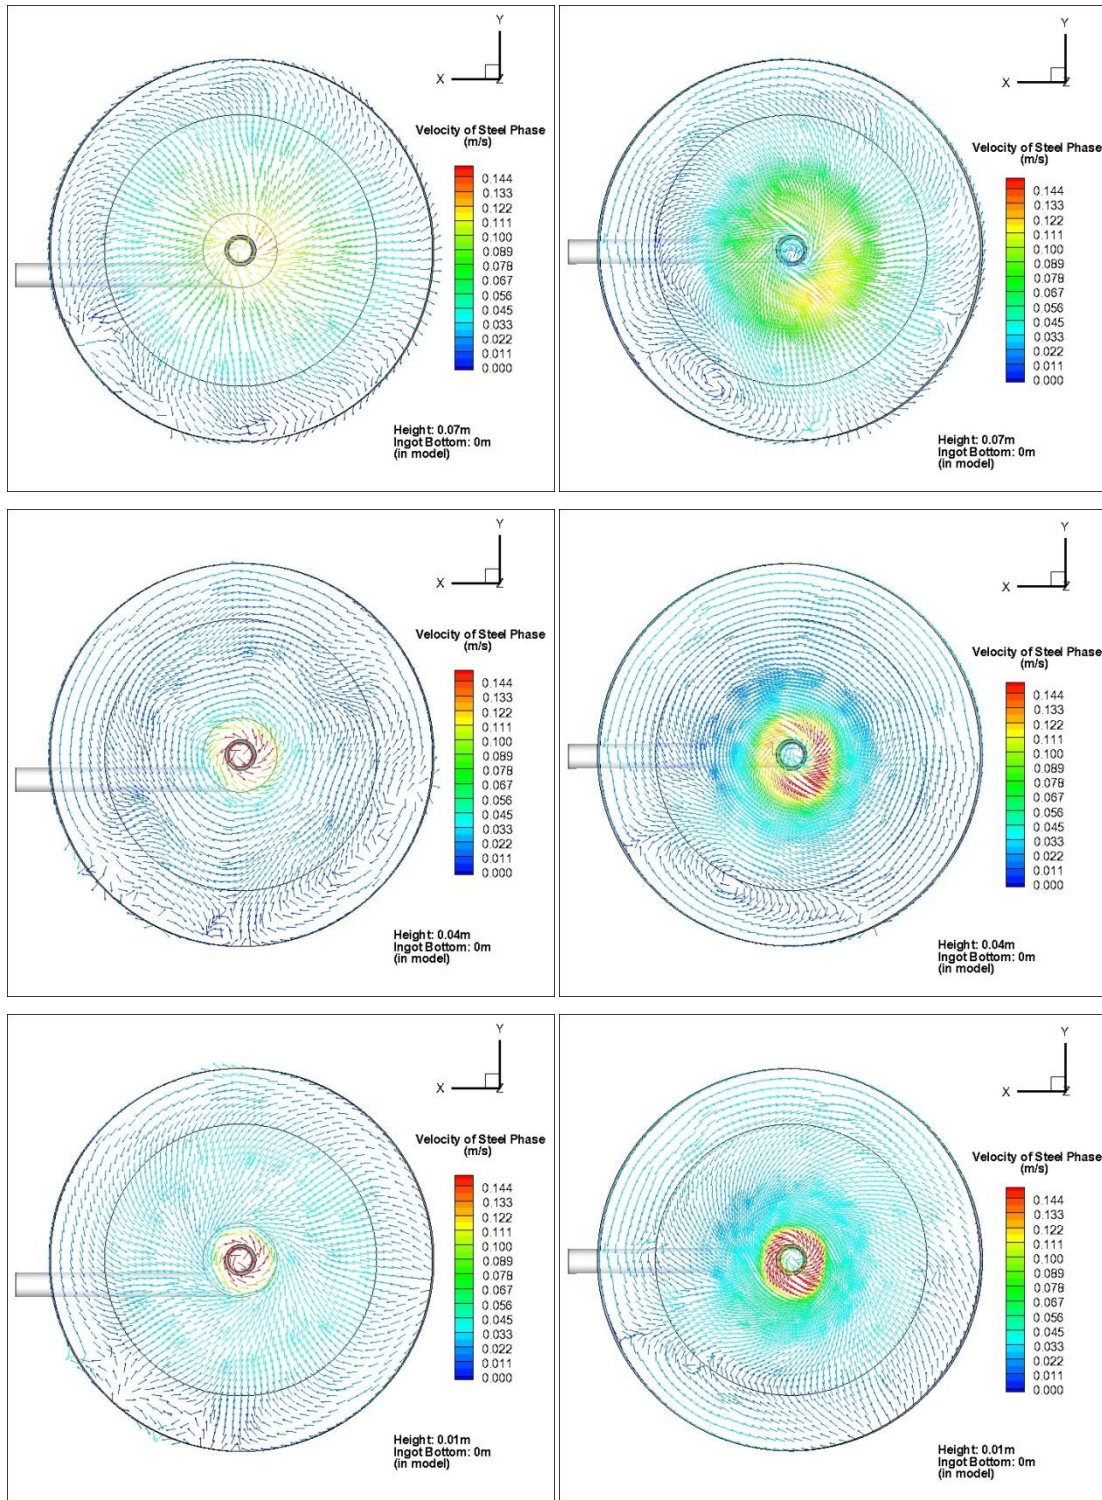 Y
X
Z
Velocity of Steel Phase
(m/s)
0.144
0.133
0.122
0.111
0.100
0.089
0.078
0.067
0.056
0.045
0.033
0.022
0.011
0.000
Height: 0.07m
Ingot Bottom: 0m
(in model)
Y
X
Z
Velocity of Steel Phase
(m/s)
0.144
0.133
0.122
0.111
0.100
0.089
0.078
0.067
0.056
0.045
0.033
0.022
0.011
0.000
Height: 0.07m
Ingot Bottom: 0m
(in model)
Y
X
Z
Velocity of Steel Phase
(m/s)
0.144
0.133
0.122
0.111
0.100
0.089
0.078
0.067
0.056
0.045
0.033
0.022
0.011
0.000
Height: 0.04m
Ingot Bottom: 0m
(in model)
Y
X
Z
Velocity of Steel Phase
(m/s)
0.144
0.133
0.122
0.111
0.100
0.089
0.078
0.067
0.056
0.045
0.033
0.022
0.011
0.000
Height: 0.04m
Ingot Bottom: 0m
(in model)
Y
X
Z
Velocity of Steel Phase
(m/s)
0.144
0.133
0.122
0.111
0.100
0.089
0.078
0.067
0.056
0.045
0.033
0.022
0.011
0.000
Height: 0.01m
Ingot Bottom: 0m
(in model)
Y
X
Z
Velocity of Steel Phase
(m/s)
0.144
0.133
0.122
0.111
0.100
0.089
0.078
0.067
0.056
0.045
0.033
0.022
0.011
0.000
Height: 0.01m
Ingot Bottom: 0m
(in model)